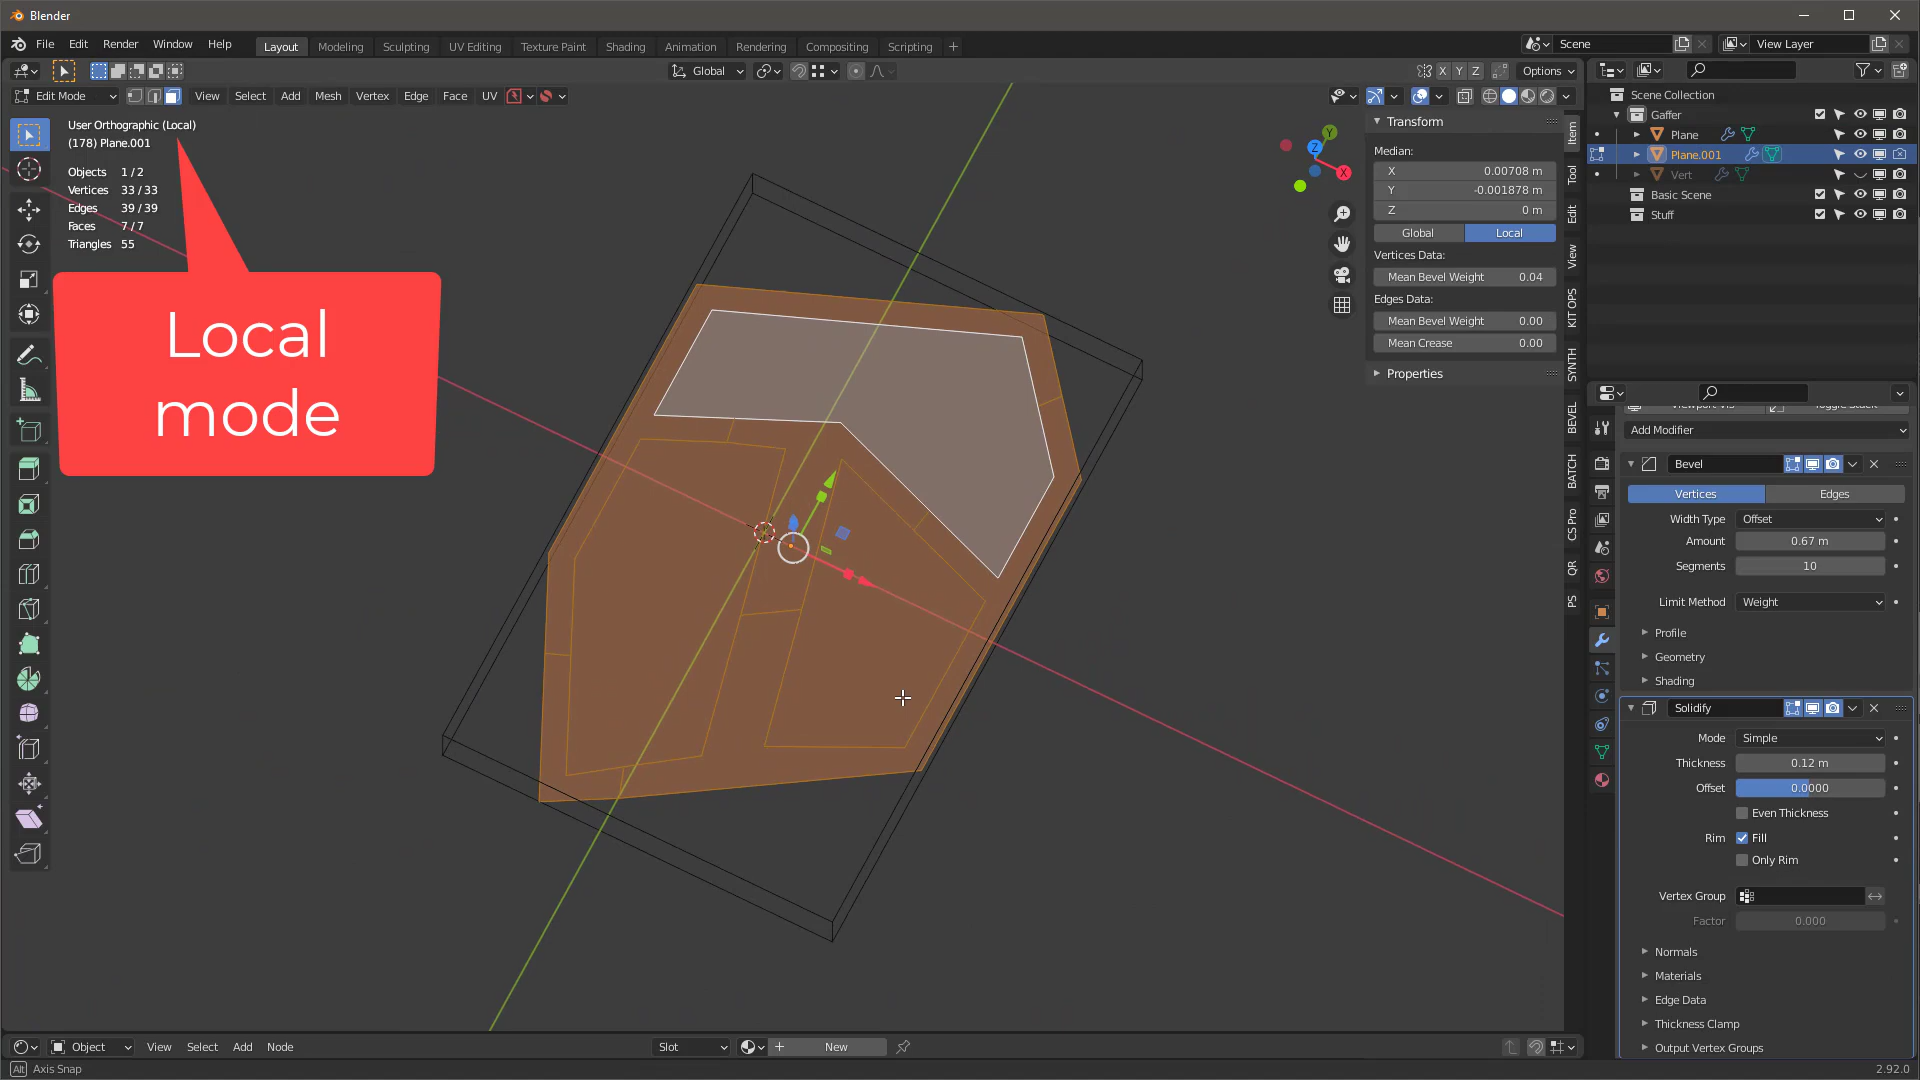 Blender
File Edit Render Window Help Layout Modeling Sculpting UV Editing Texture Paint Shading Animation Rendering Compositing Scripting + Scene View Layer
Global X Y Z Options
Edit Mode View Select Add Mesh Vertex Edge Face UV
User Orthographic (Local)
(178) Plane.001
Objects 1 / 2
Vertices 33 / 33
Edges 39 / 39
Faces 7 / 7
Triangles 55
Local
mode
Y
Z
X
Transform
Median:
X 0.00708 m
Y -0.001878 m
Z 0 m
Global Local
Vertices Data:
Mean Bevel Weight 0.04
Edges Data:
Mean Bevel Weight 0.00
Mean Crease 0.00
Properties
Item
Tool
Edit
View
KIT OPS
SYNTH
BEVEL
BATCH
CS Pro
QR
PS
Scene Collection
Gaffer
Plane
Plane.001
Vert
Basic Scene
Stuff
Viewport Vis Toggle Stack
Add Modifier
Bevel
Vertices Edges
Width Type Offset
Amount 0.67 m
Segments 10
Limit Method Weight
Profile
Geometry
Shading
Solidify
Mode Simple
Thickness 0.12 m
Offset 0.0000
Even Thickness
Rim Fill
Only Rim
Vertex Group
Factor 0.000
Normals
Materials
Edge Data
Thickness Clamp
Output Vertex Groups
Object View Select Add Node Slot + New
Alt Axis Snap 2.92.0